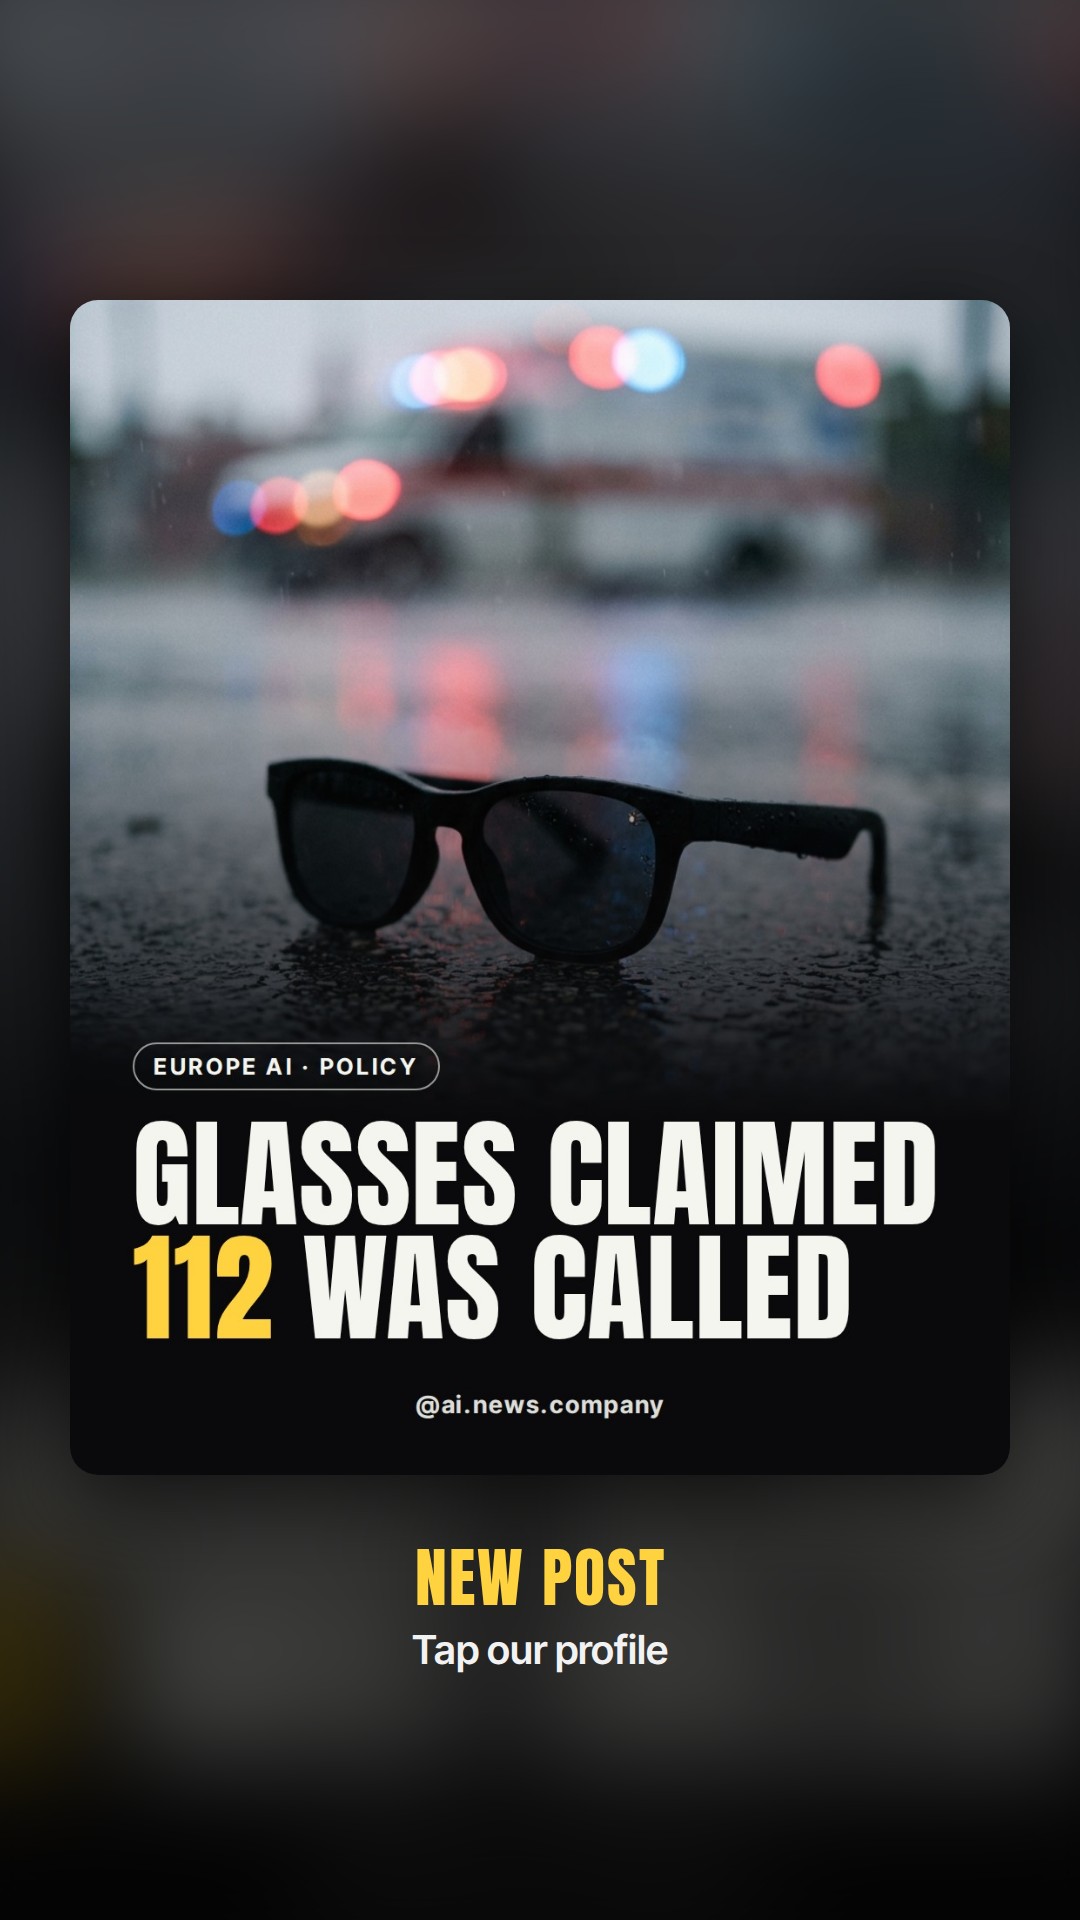 EUROPE AI · POLICY
GLASSES CLAIMED
112 WAS CALLED
@ai.news.company
NEW POST
Tap our profile